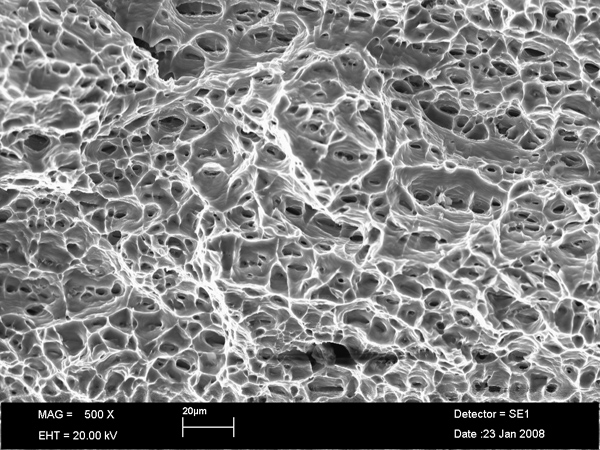 MAG = 500 X
20µm
Detector = SE1
EHT = 20.00 kV
Date :23 Jan 2008